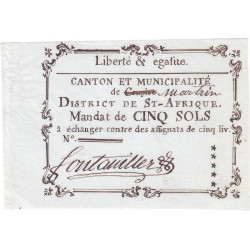 Liberté & egalite.
CANTON ET MUNICIPALITÉ
de Martrin
DISTRICT DE St-AFRIQUE.
Mandat de CINQ SOLS
à échanger contre des assignats de cinq liv.
N°.